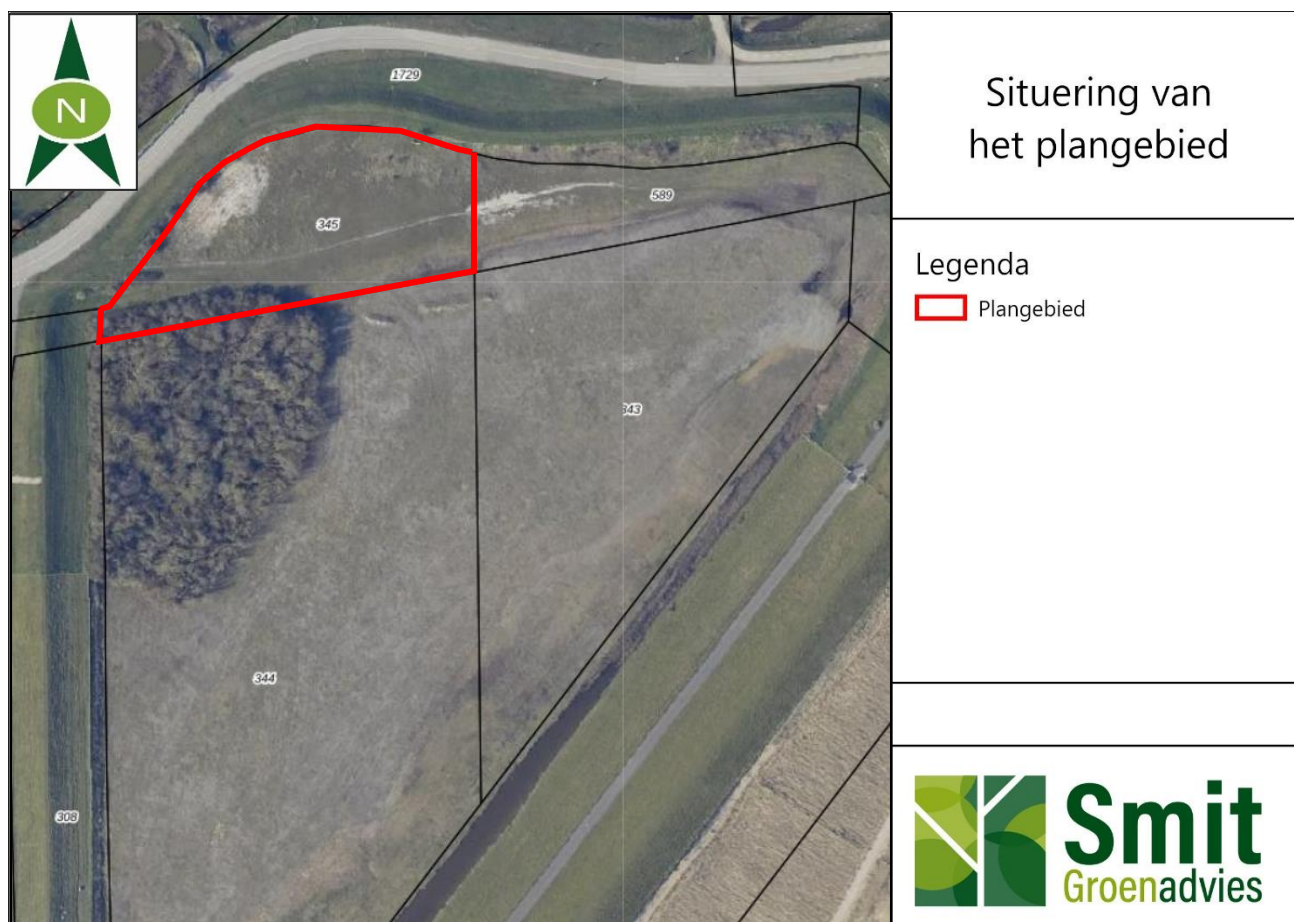 N
1729
345
589
343
344
308
Situering van
het plangebied
Legenda
Plangebied
Smit
Groenadvies